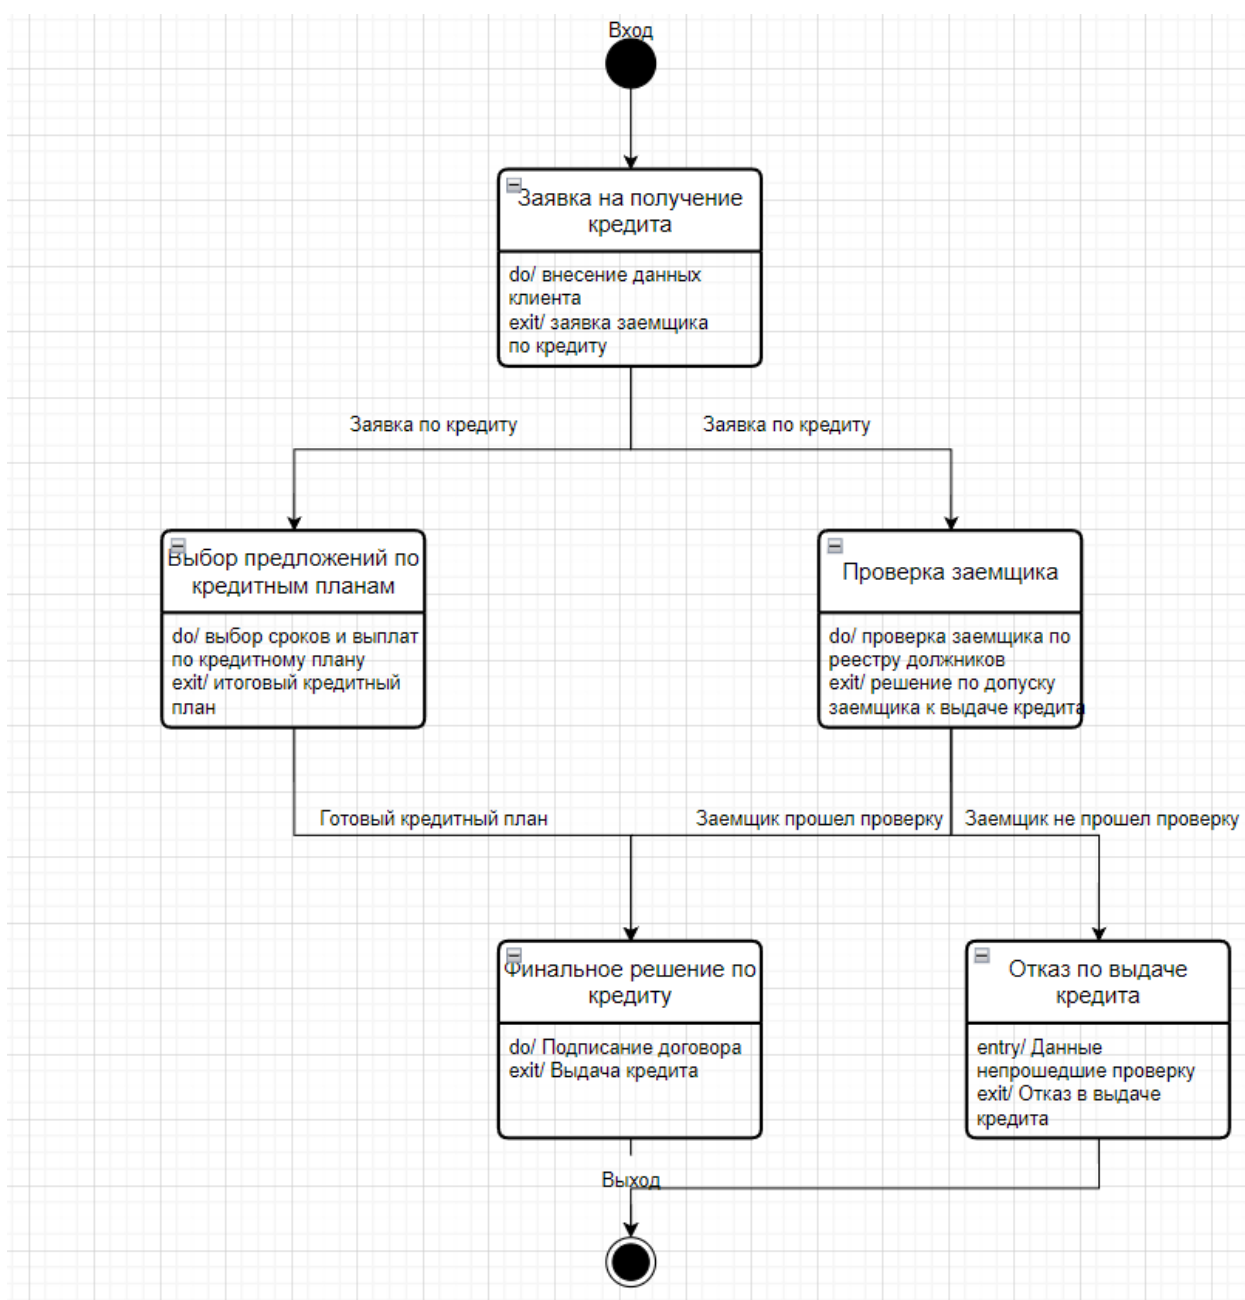 Вход
Заявка на получение
кредита
do/ внесение данных
клиента
exit/ заявка заемщика
по кредиту
Заявка по кредиту
Заявка по кредиту
Выбор предложений по
кредитным планам
do/ выбор сроков и выплат
по кредитному плану
exit/ итоговый кредитный
план
Проверка заемщика
do/ проверка заемщика по
реестру должников
exit/ решение по допуску
заемщика к выдаче кредита
Готовый кредитный план
Заемщик прошел проверку
Заемщик не прошел проверку
Финальное решение по
кредиту
do/ Подписание договора
exit/ Выдача кредита
Отказ по выдаче
кредита
entry/ Данные
непрошедшие проверку
exit/ Отказ в выдаче
кредита
Выход